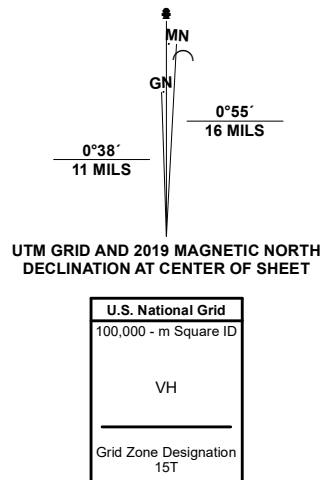 MN
GN
0°55´
16 MILS
0°38´
11 MILS
UTM GRID AND 2019 MAGNETIC NORTH
DECLINATION AT CENTER OF SHEET
U.S. National Grid
100,000 - m Square ID
VH
Grid Zone Designation
15T